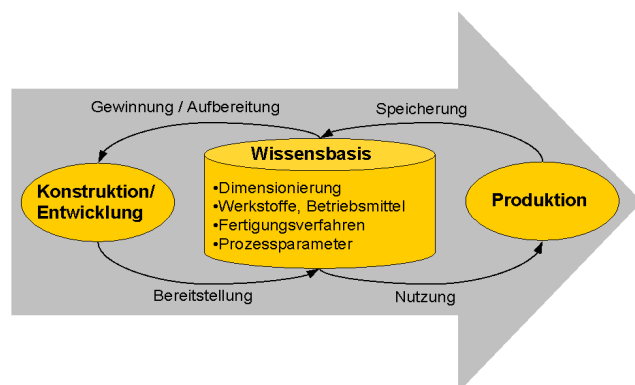 Gewinnung / Aufbereitung
Speicherung
Wissensbasis
•Dimensionierung
•Werkstoffe, Betriebsmittel
•Fertigungsverfahren
•Prozessparameter
Konstruktion/
Entwicklung
Produktion
Bereitstellung
Nutzung